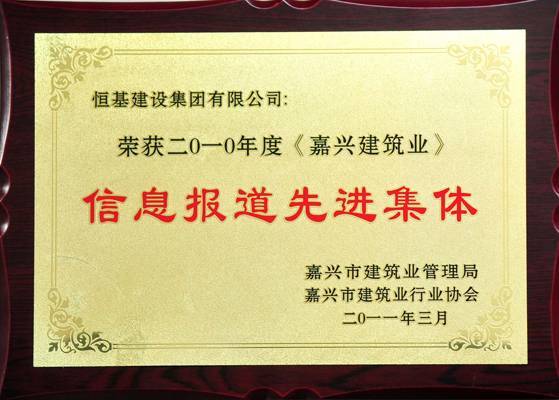 恒基建设集团有限公司:
荣获二0一0年度《嘉兴建筑业》
信息报道先进集体
嘉兴市建筑业管理局
嘉兴市建筑业行业协会
二0一一年三月